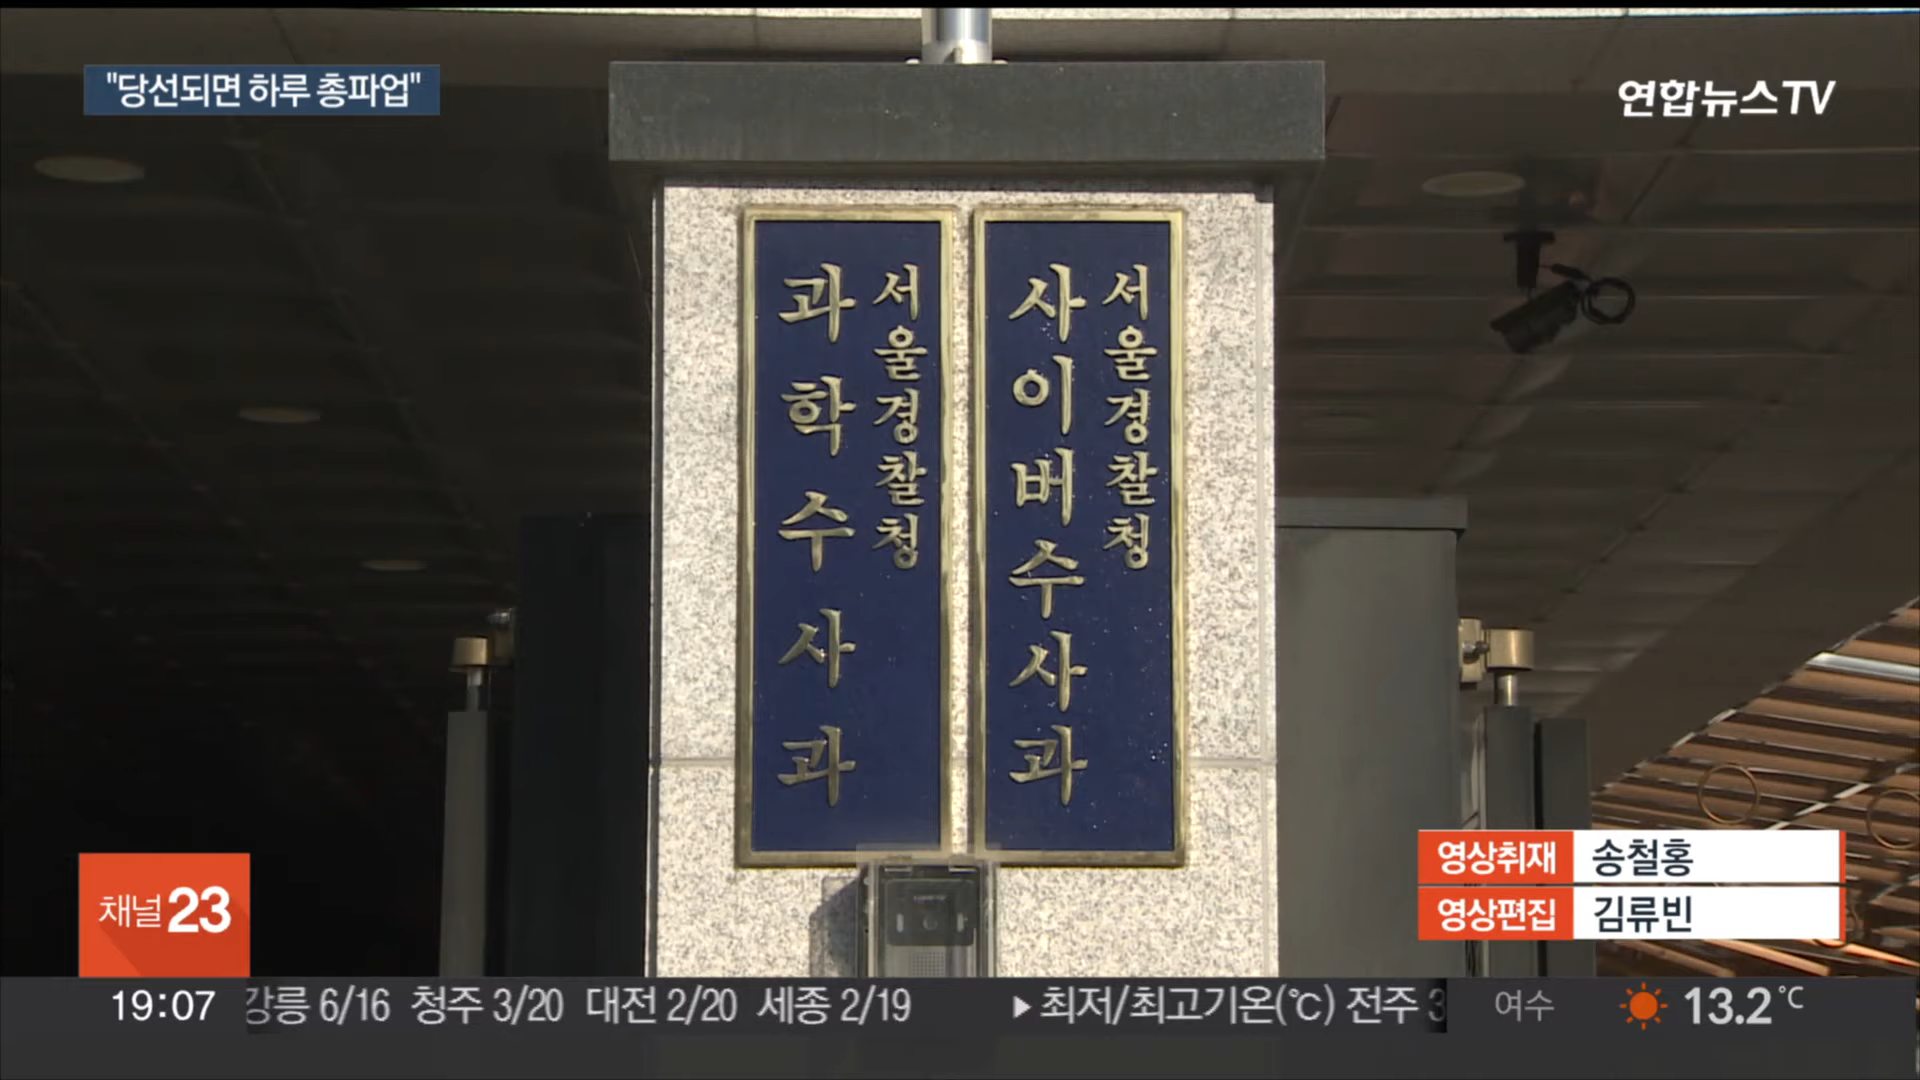 "당선되면 하루 총파업"
연합뉴스TV
서울경찰청
사이버수사과
서울경찰청
과학수사과
영상취재 송철홍
영상편집 김류빈
채널 23
19:07 강릉 6/16 청주 3/20 대전 2/20 세종 2/19 ▶최저/최고기온(℃) 전주 3 여수 13.2℃